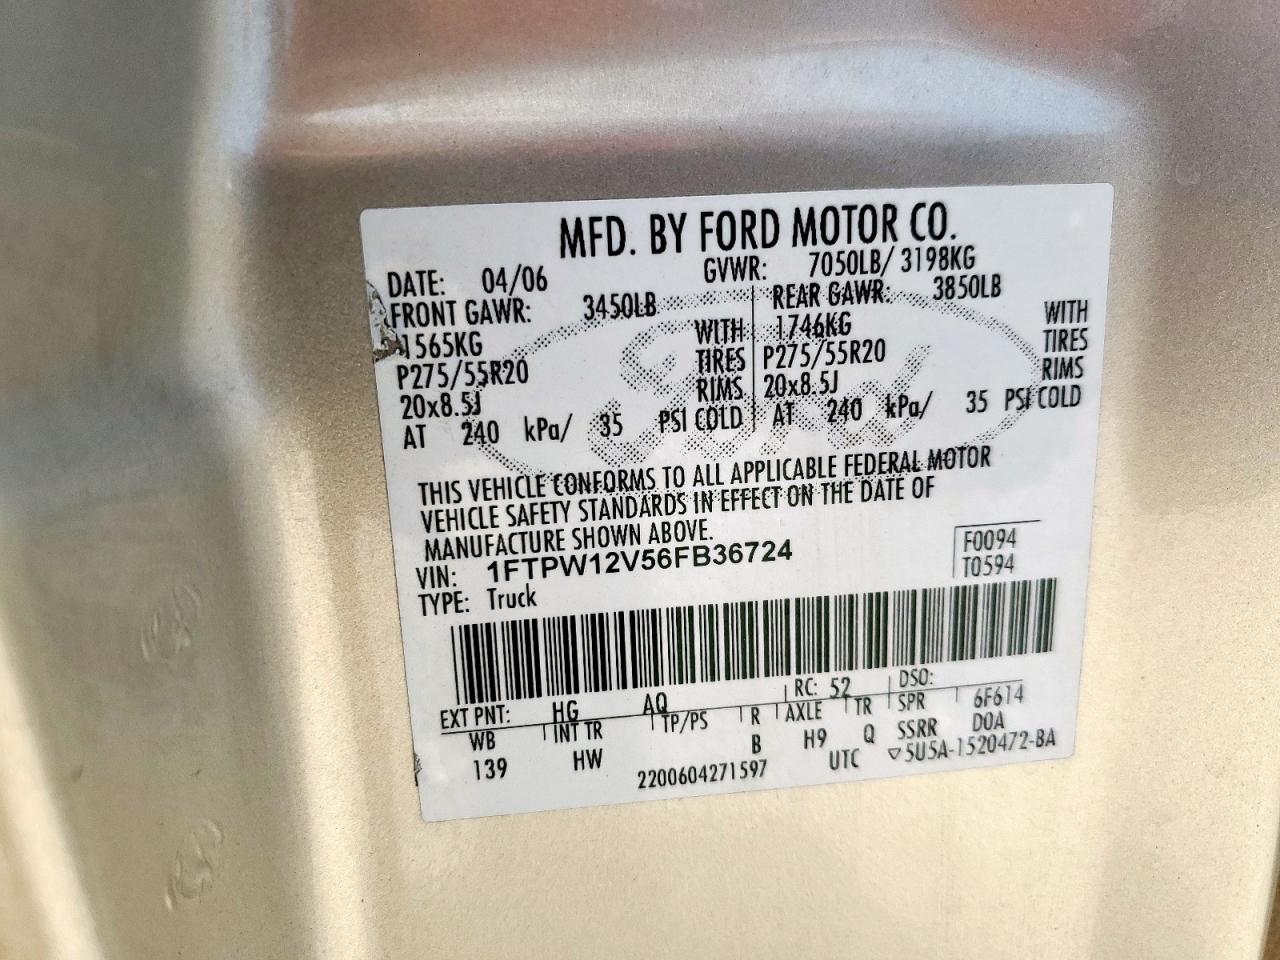 MFD. BY FORD MOTOR CO.
DATE: 04/06 GVWR: 7050LB/ 3198KG
FRONT GAWR: 3450LB REAR GAWR: 3850LB
1565KG WITH 1746KG WITH
P275/55R20 TIRES P275/55R20 TIRES
20x8.5J RIMS 20x8.5J RIMS
AT 240 kPa/ 35 PSI COLD AT 240 kPa/ 35 PSI COLD
THIS VEHICLE CONFORMS TO ALL APPLICABLE FEDERAL MOTOR
VEHICLE SAFETY STANDARDS IN EFFECT ON THE DATE OF
MANUFACTURE SHOWN ABOVE.
VIN: 1FTPW12V56FB36724 F0094
TYPE: Truck T0594
EXT PNT: HG AQ RC: 52 DSO:
WB INT TR TP/PS R AXLE TR SPR 6F614
139 HW B H9 Q SSRR DOA
2200604271597 UTC ▽5U5A-1520472-BA
Ford